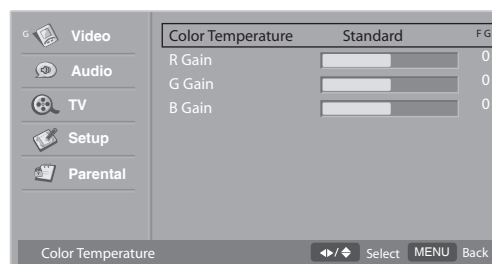 G Video
Audio
TV
Setup
Parental
Color Temperature Standard F G
R Gain 0
G Gain 0
B Gain 0
Color Temperature / Select MENU Back